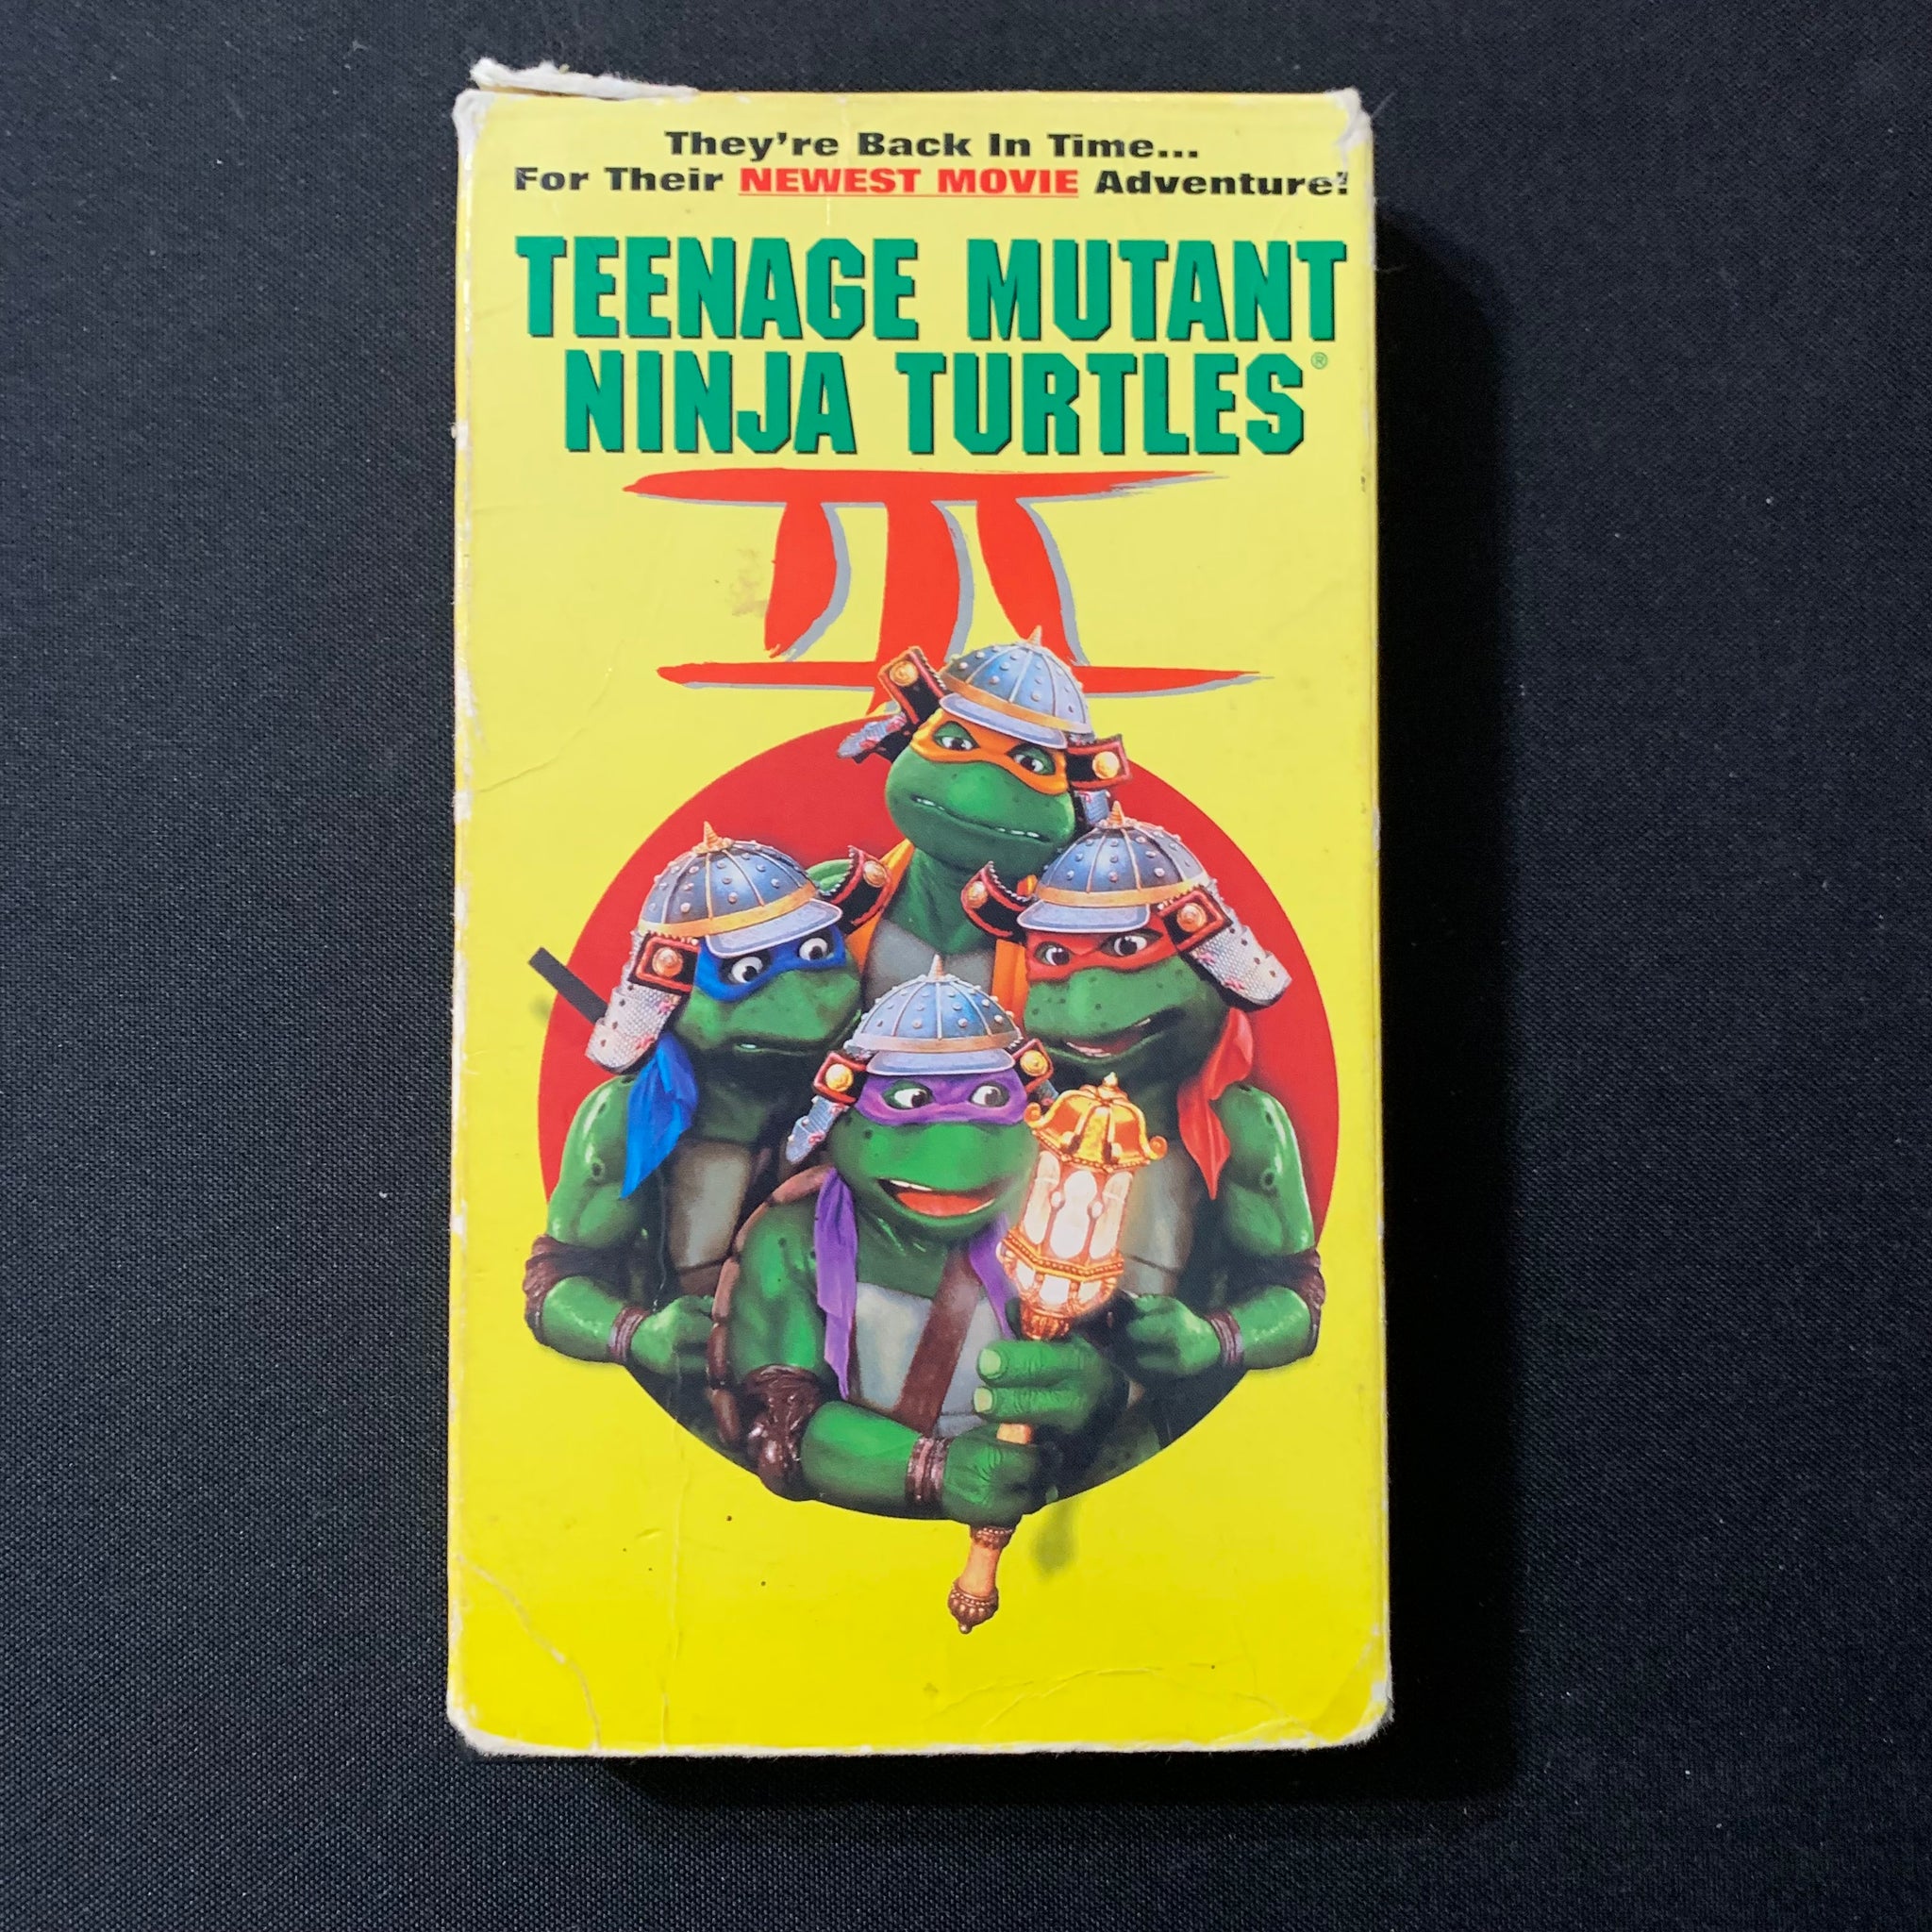 They're Back In Time...
For Their NEWEST MOVIE Adventure!
TEENAGE MUTANT
NINJA TURTLES®
III